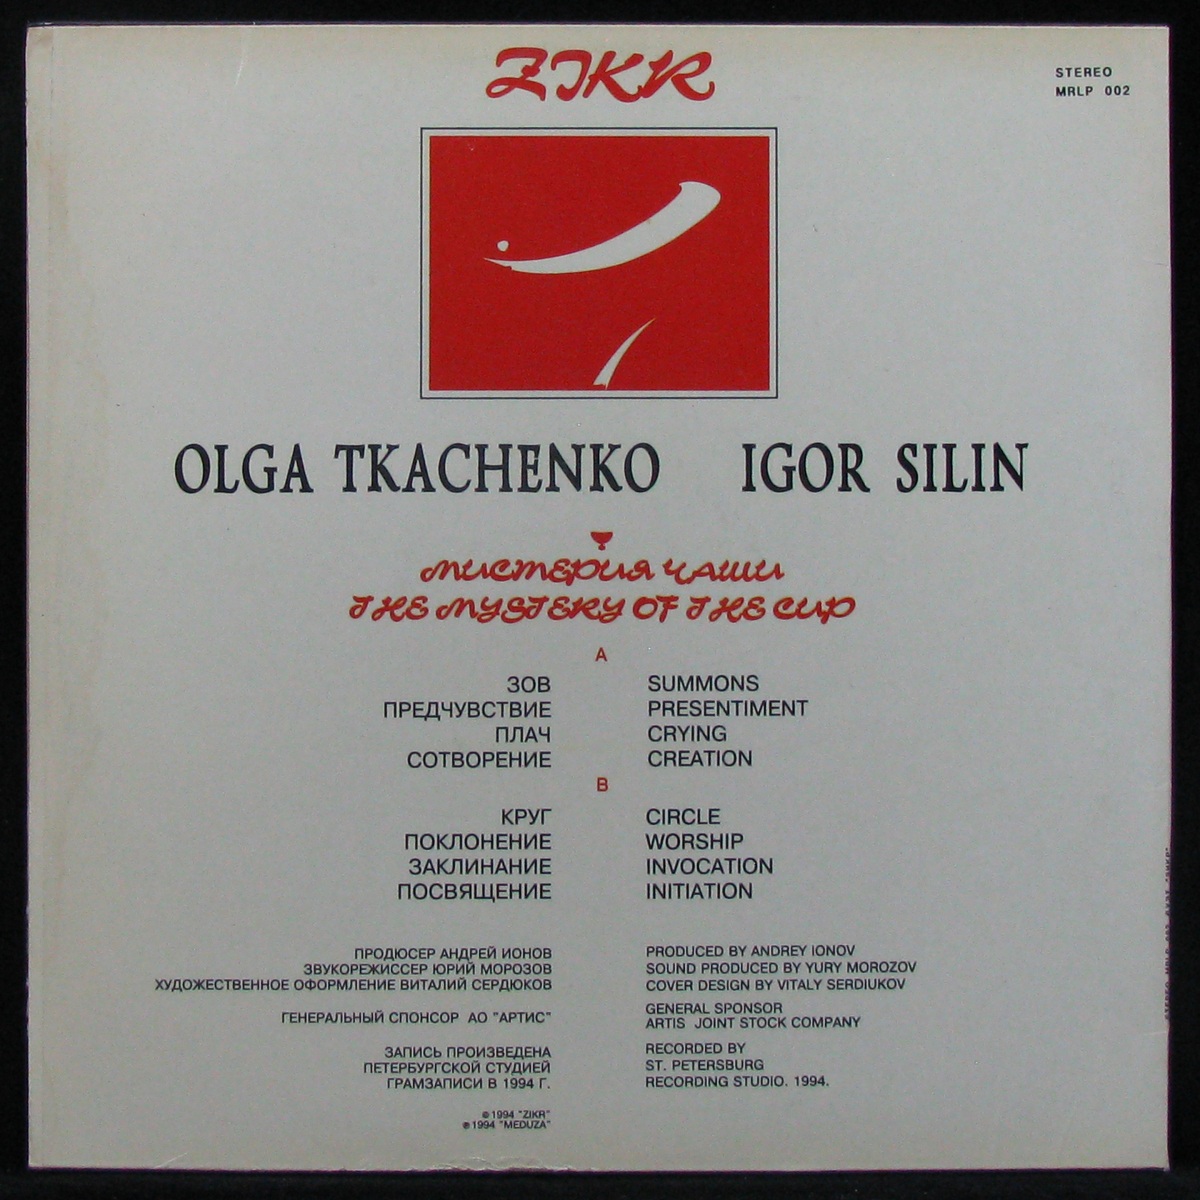 ZIKR
STEREO
MRLP 002
OLGA TKACHENKO IGOR SILIN
МИСТЕРИЯ ЧАШИ
THE MYSTERY OF THE CUP
A
ЗОВ SUMMONS
ПРЕДЧУВСТВИЕ PRESENTIMENT
ПЛАЧ CRYING
СОТВОРЕНИЕ CREATION
B
КРУГ CIRCLE
ПОКЛОНЕНИЕ WORSHIP
ЗАКЛИНАНИЕ INVOCATION
ПОСВЯЩЕНИЕ INITIATION
ПРОДЮСЕР АНДРЕЙ ИОНОВ
ЗВУКОРЕЖИССЕР ЮРИЙ МОРОЗОВ
ХУДОЖЕСТВЕННОЕ ОФОРМЛЕНИЕ ВИТАЛИЙ СЕРДЮКОВ
ГЕНЕРАЛЬНЫЙ СПОНСОР АО "АРТИС"
ЗАПИСЬ ПРОИЗВЕДЕНА
ПЕТЕРБУРГСКОЙ СТУДИЕЙ
ГРАМЗАПИСИ В 1994 Г.
PRODUCED BY ANDREY IONOV
SOUND PRODUCED BY YURY MOROZOV
COVER DESIGN BY VITALY SERDIUKOV
GENERAL SPONSOR
ARTIS JOINT STOCK COMPANY
RECORDED BY
ST. PETERSBURG
RECORDING STUDIO. 1994.
© 1994 "ZIKR"
℗ 1994 "MEDUZA"